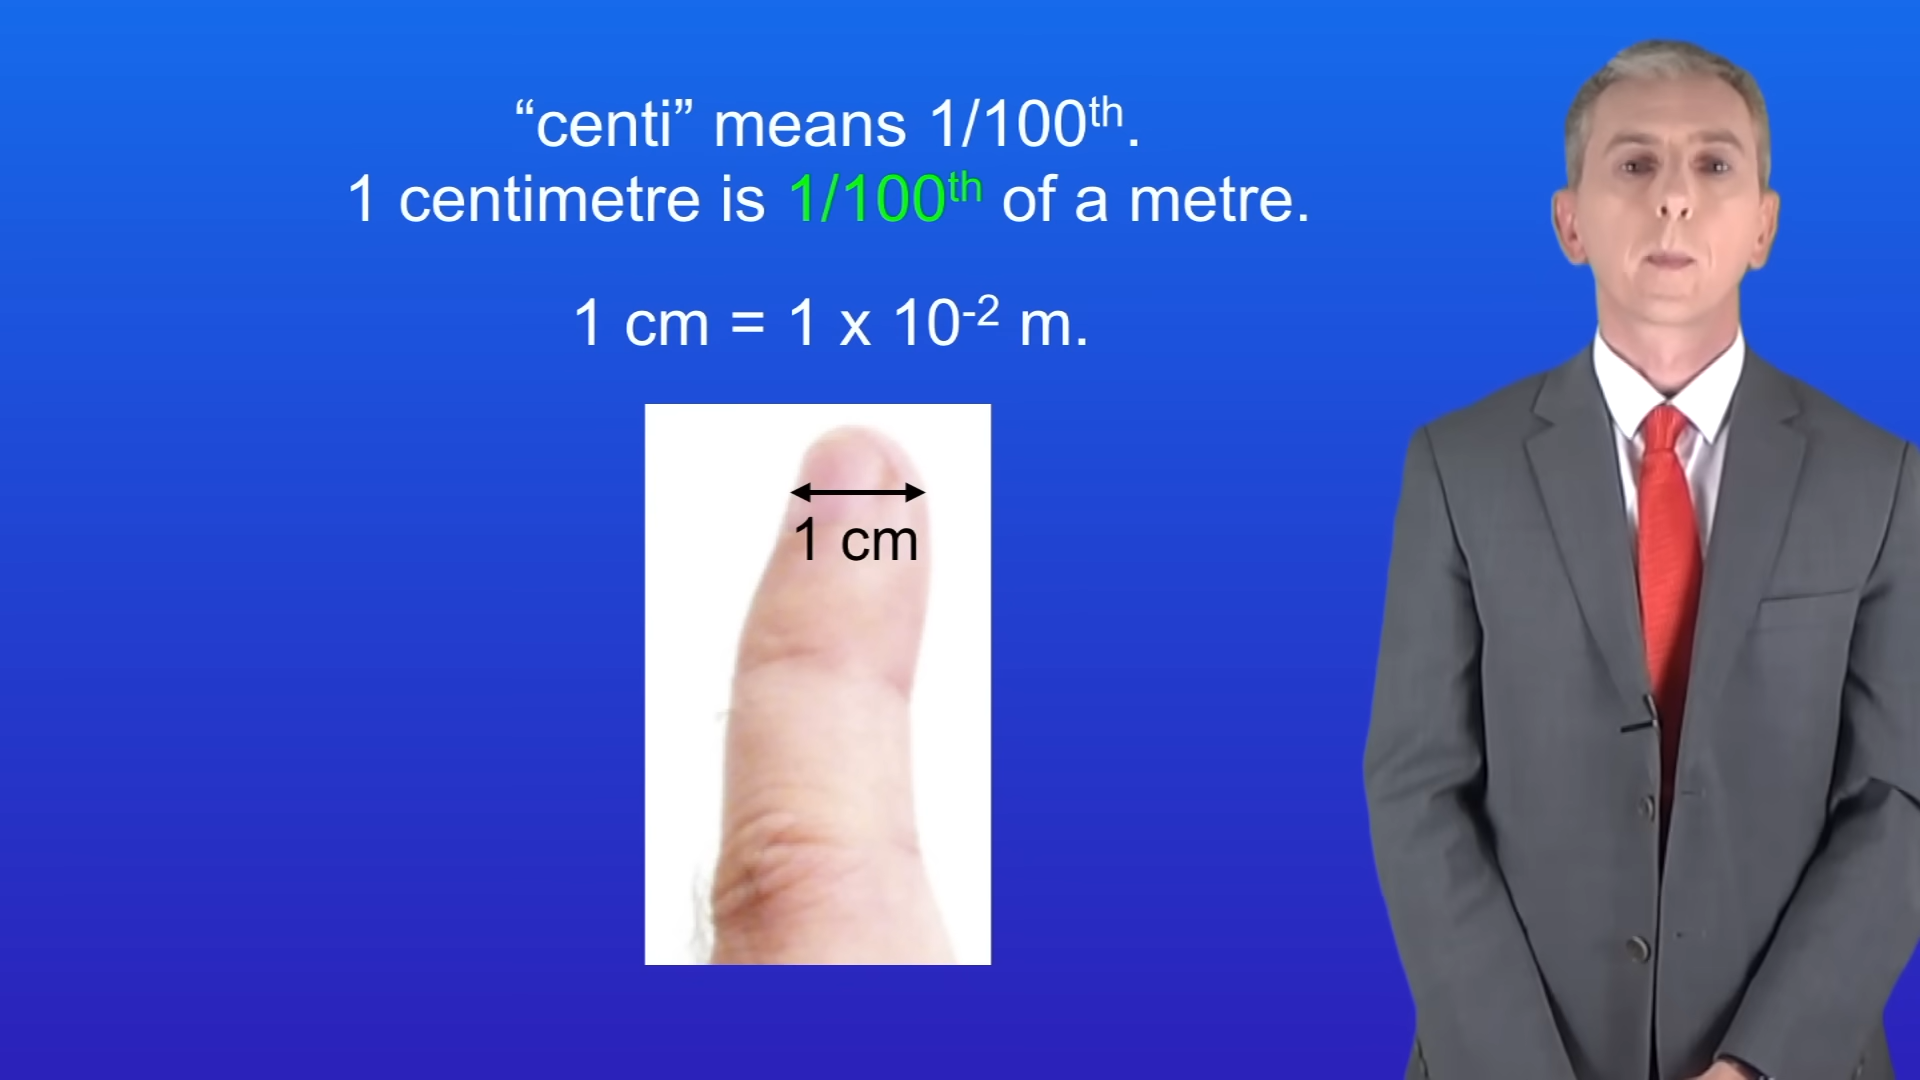 “centi” means 1/100th.
1 centimetre is 1/100th of a metre.
1 cm = 1 x 10-2 m.
1 cm